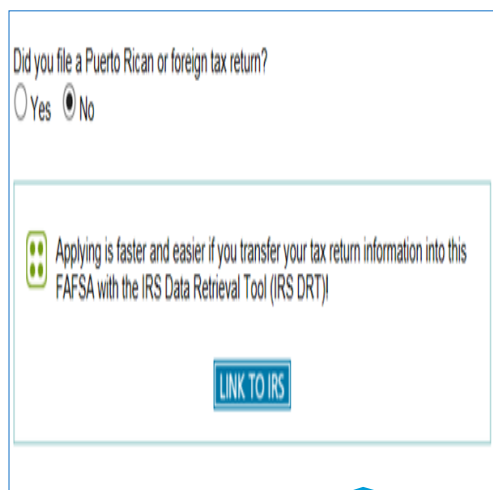 Did you file a Puerto Rican or foreign tax return?
Yes No
Applying is faster and easier if you transfer your tax return information into this
FAFSA with the IRS Data Retrieval Tool (IRS DRT)!
LINK TO IRS